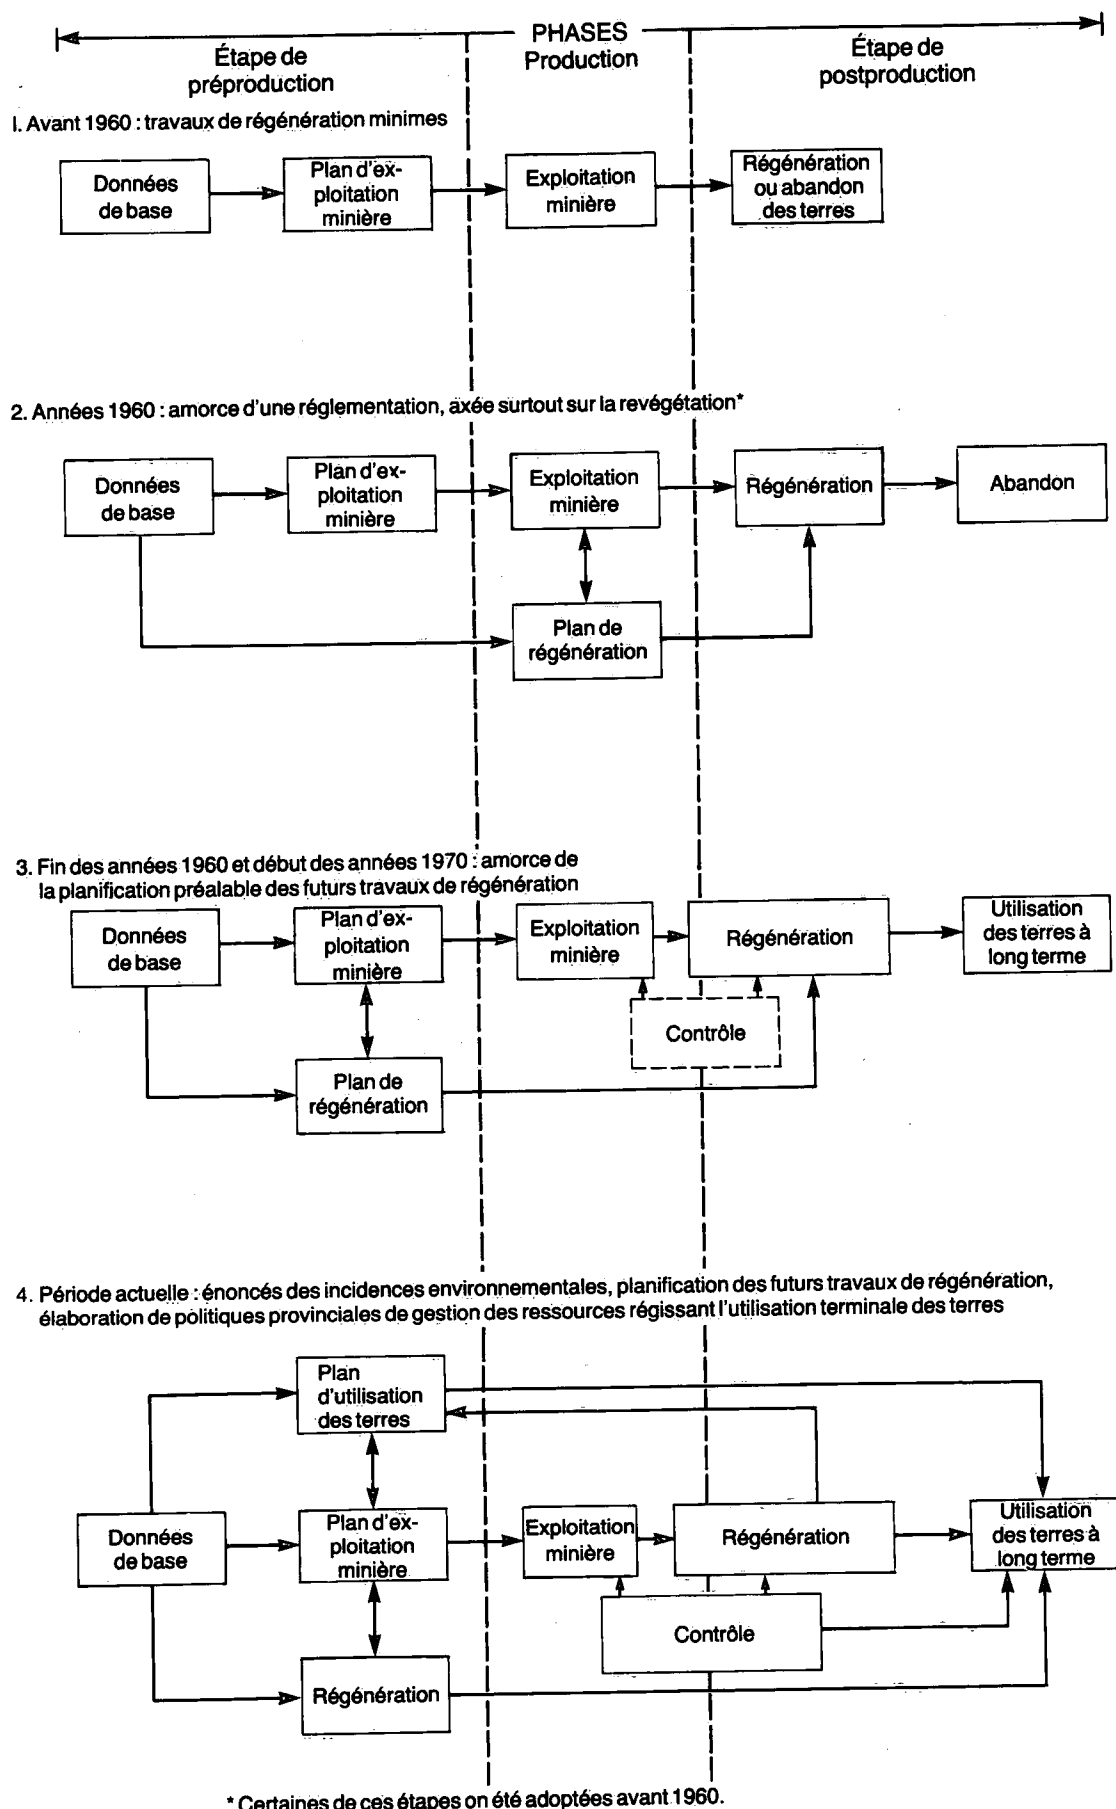 PHASES
Étape de
préproduction
Production
Étape de
postproduction
I. Avant 1960 : travaux de régénération minimes
Données
de base
Plan d'ex-
ploitation
minière
Exploitation
minière
Régénération
ou abandon
des terres
2. Années 1960 : amorce d'une réglementation, axée surtout sur la revégétation*
Données
de base
Plan d'ex-
ploitation
minière
Exploitation
minière
Régénération
Abandon
Plan de
régénération
3. Fin des années 1960 et début des années 1970 : amorce de
la planification préalable des futurs travaux de régénération
Données
de base
Plan d'ex-
ploitation
minière
Exploitation
minière
Régénération
Utilisation
des terres à
long terme
Contrôle
Plan de
régénération
4. Période actuelle : énoncés des incidences environnementales, planification des futurs travaux de régénération,
élaboration de politiques provinciales de gestion des ressources régissant l'utilisation terminale des terres
Plan
d'utilisation
des terres
Données
de base
Plan d'ex-
ploitation
minière
Exploitation
minière
Régénération
Utilisation
des terres à
long terme
Contrôle
Régénération
* Certaines de ces étapes on été adoptées avant 1960.